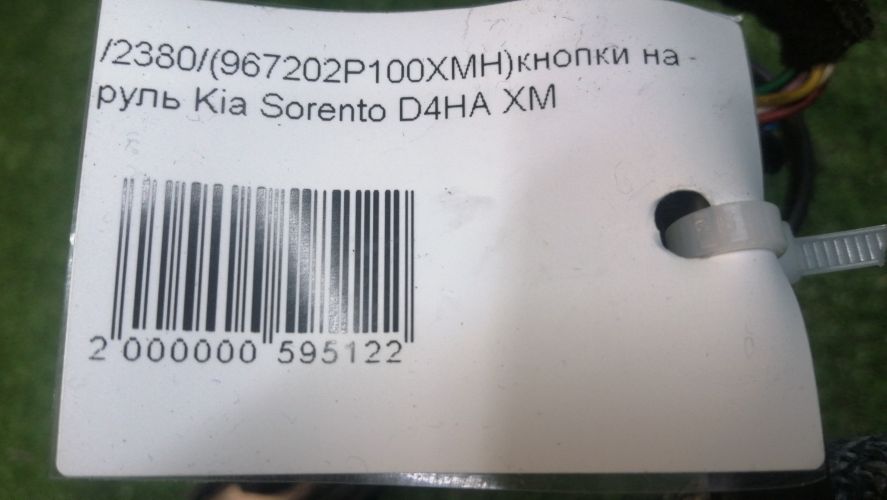 /2380/(967202P100XMH)кнопки на -
руль Kia Sorento D4HA XM
2 000000 595122